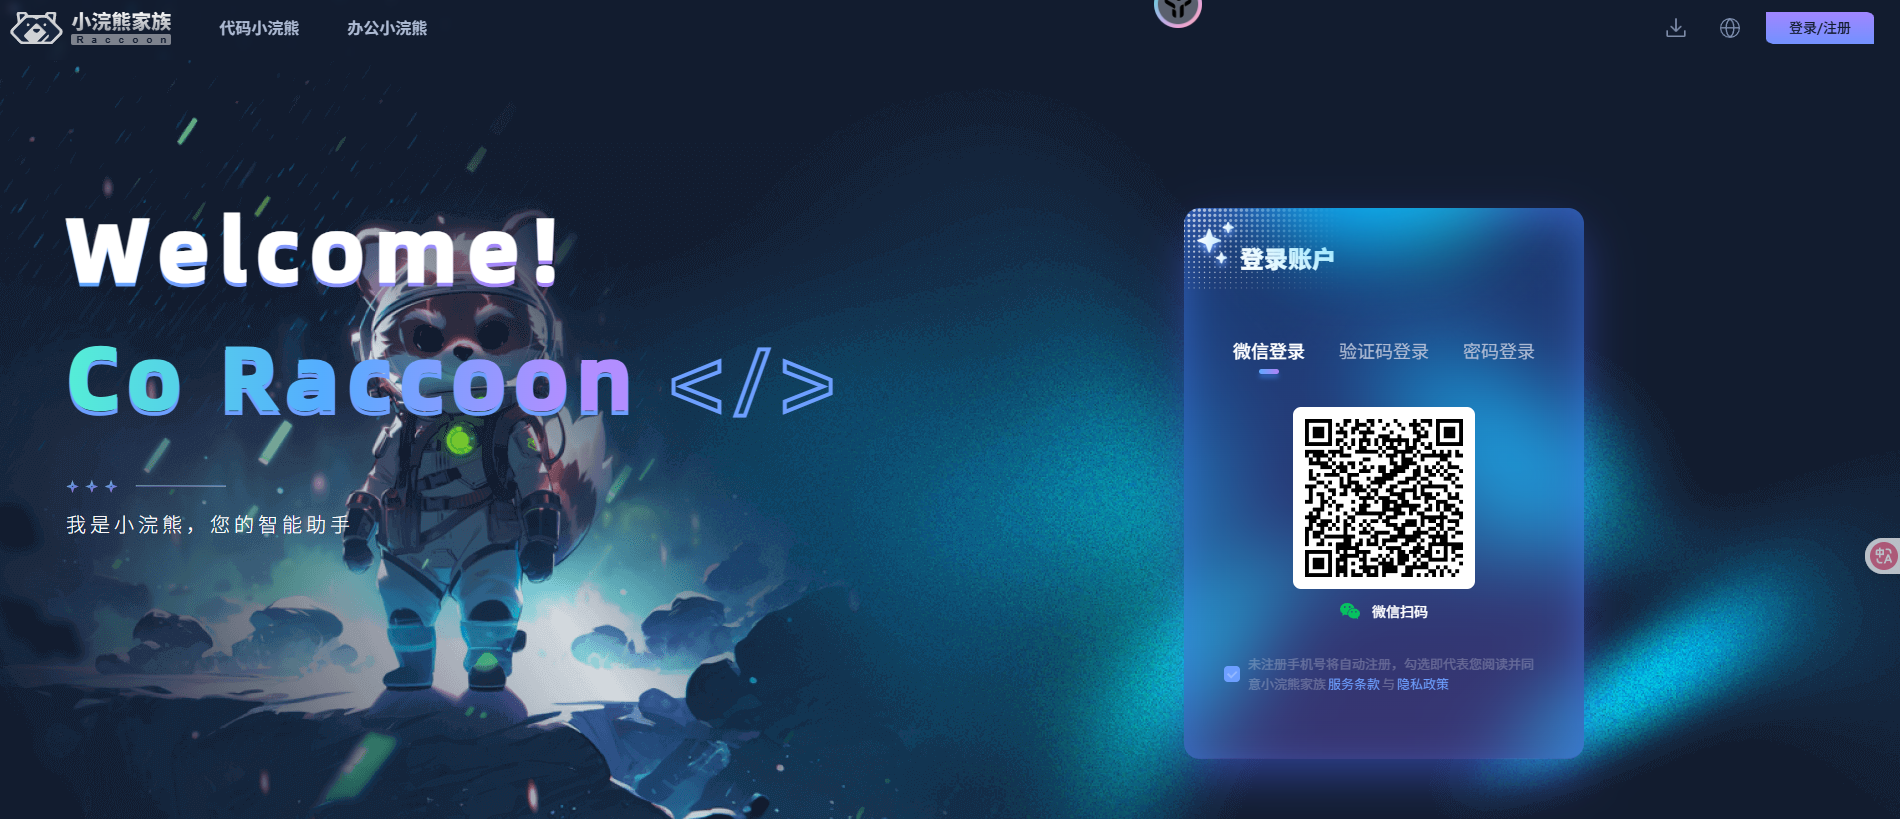 小浣熊家族
Raccoon
代码小浣熊
办公小浣熊
登录/注册
Welcome!
Co Raccoon </>
我是小浣熊，您的智能助手
登录账户
微信登录
验证码登录
密码登录
微信扫码
未注册手机号将自动注册，勾选即代表您阅读并同
意小浣熊家族 服务条款 与 隐私政策
中A